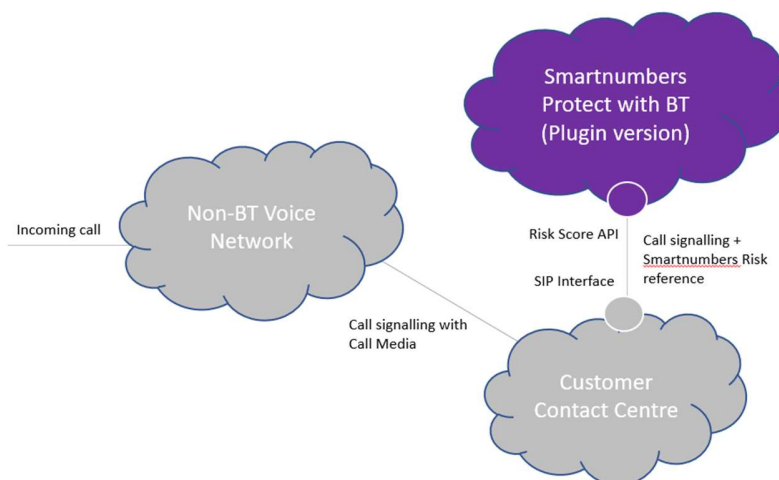 Smartnumbers
Protect with BT
(Plugin version)
Non-BT Voice
Network
Incoming call
Risk Score API
Call signalling +
Smartnumbers Risk
reference
SIP Interface
Call signalling with
Call Media
Customer
Contact Centre